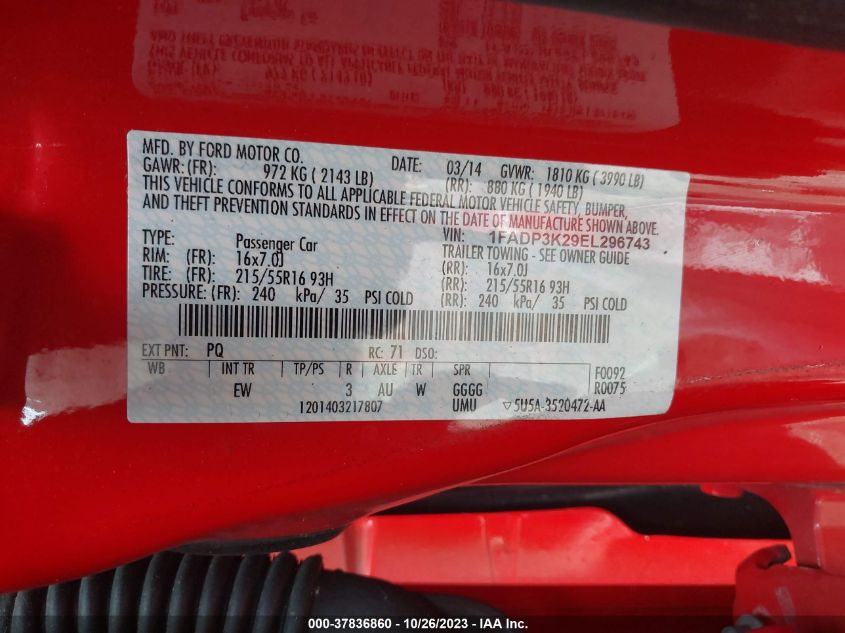 MFD. BY FORD MOTOR CO.
DATE: 03/14 GVWR: 1810 KG ( 3990 LB)
GAWR: (FR): 972 KG ( 2143 LB) (RR): 880 KG ( 1940 LB)
THIS VEHICLE CONFORMS TO ALL APPLICABLE FEDERAL MOTOR VEHICLE SAFETY, BUMPER,
AND THEFT PREVENTION STANDARDS IN EFFECT ON THE DATE OF MANUFACTURE SHOWN ABOVE.
VIN: 1FADP3K29EL296743
TYPE: Passenger Car TRAILER TOWING - SEE OWNER GUIDE
RIM: (FR): 16x7.0J (RR): 16x7.0J
TIRE: (FR): 215/55R16 93H (RR): 215/55R16 93H
PRESSURE: (FR): 240 kPa/ 35 PSI COLD (RR): 240 kPa/ 35 PSI COLD
EXT PNT: PQ RC: 71 DSO:
WB INT TR TP/PS R AXLE TR SPR F0092
EW 3 AU W GGGG R0075
1201403217807 UMU ▽5U5A-3520472-AA
000-37836860 - 10/26/2023 - IAAI.com